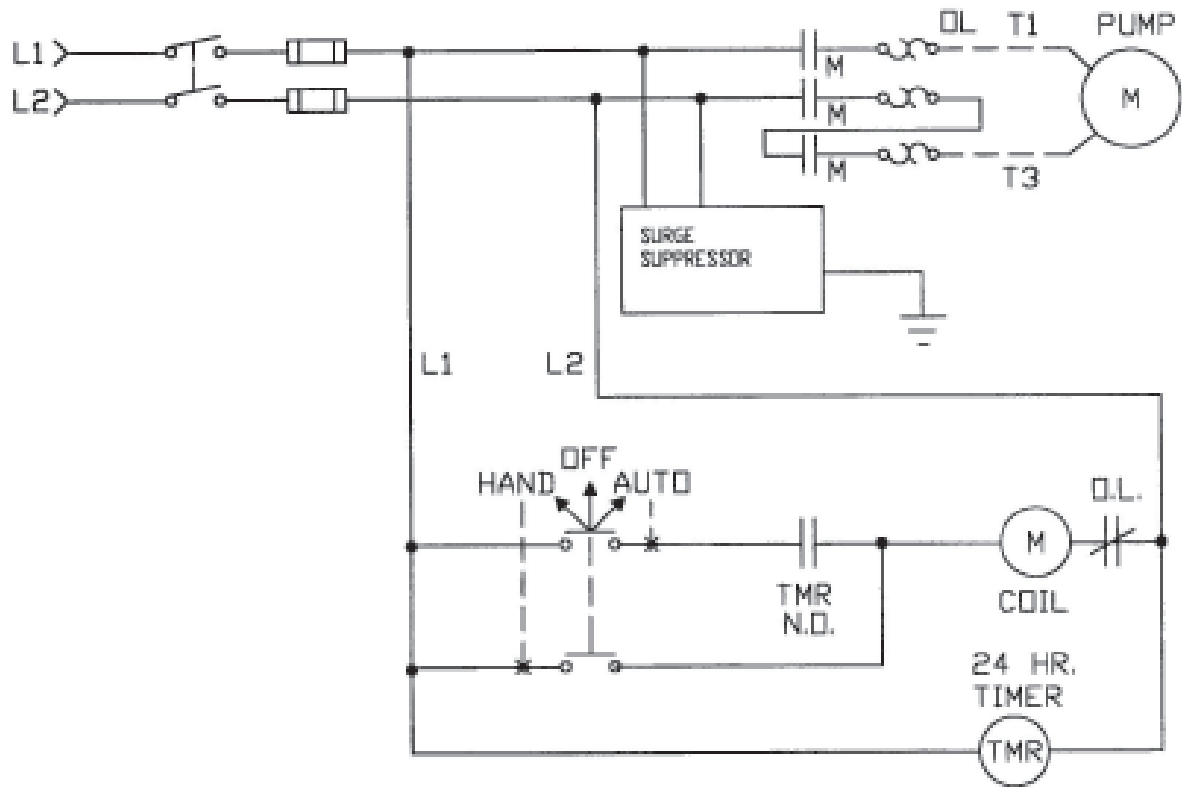 L1
L2
OL
T1
PUMP
M
M
M
M
T3
SURGE
SUPPRESSOR
L1
L2
HAND
OFF
AUTO
O.L.
M
COIL
TMR
N.O.
24 HR.
TIMER
TMR